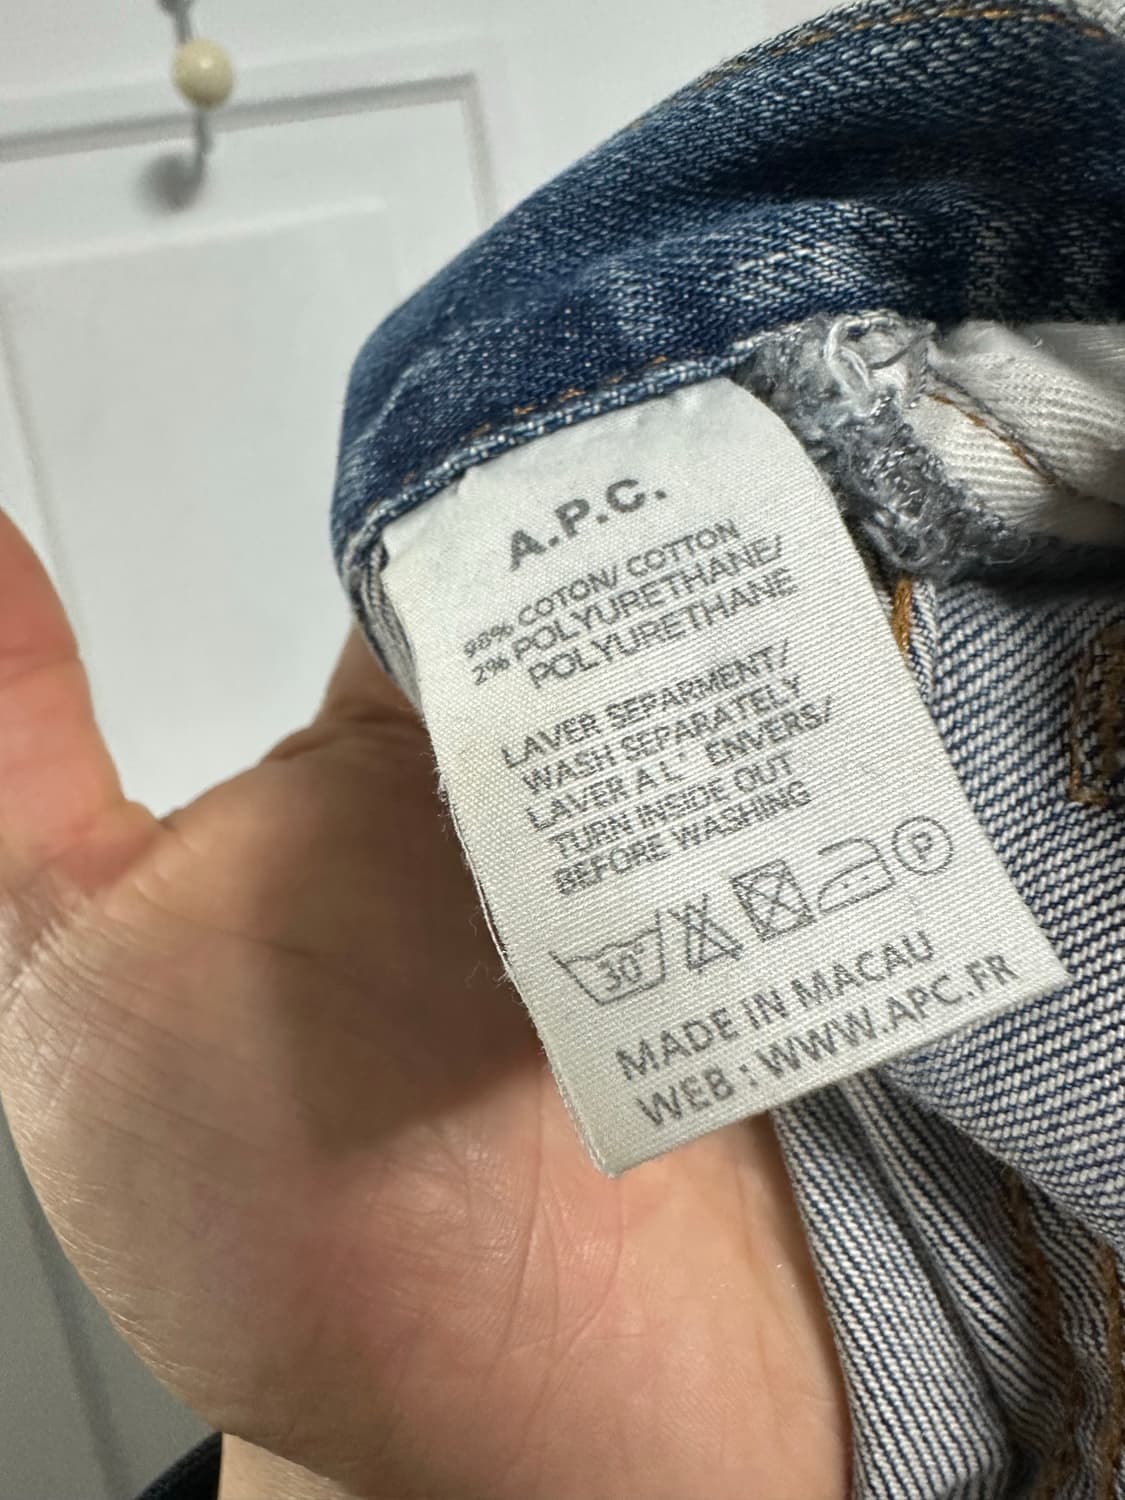 A.P.C.
98% COTON/ COTTON
2% POLYURETHANE/
POLYURETHANE
LAVER SEPARMENT/
WASH SEPARATELY
LAVER A L' ENVERS/
TURN INSIDE OUT
BEFORE WASHING
30° P
MADE IN MACAU
WEB : WWW.APC.FR